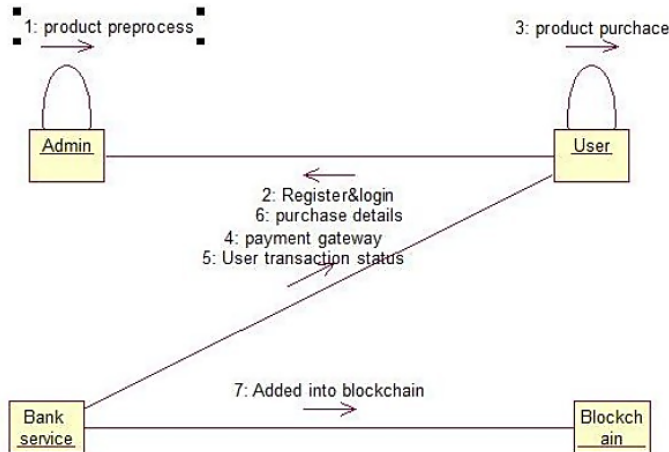 1: product preprocess
3: product purchace
Admin
User
2: Register&login
6: purchase details
4: payment gateway
5: User transaction status
7: Added into blockchain
Bank
service
Blockch
ain